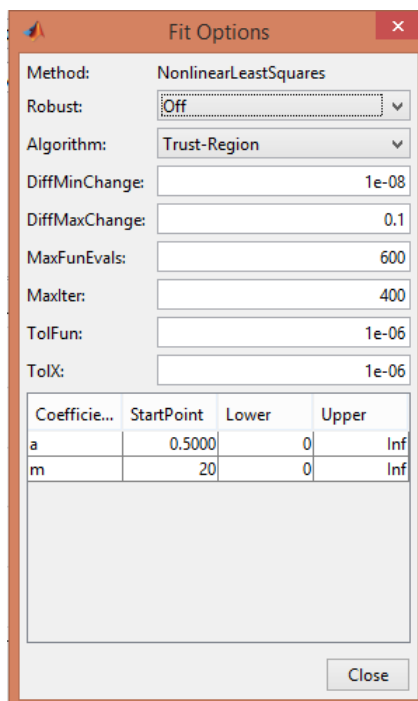 Fit Options
Method: NonlinearLeastSquares
Robust: Off
Algorithm: Trust-Region
DiffMinChange: 1e-08
DiffMaxChange: 0.1
MaxFunEvals: 600
MaxIter: 400
TolFun: 1e-06
TolX: 1e-06
Coefficie... StartPoint Lower Upper
a 0.5000 0 Inf
m 20 0 Inf
Close